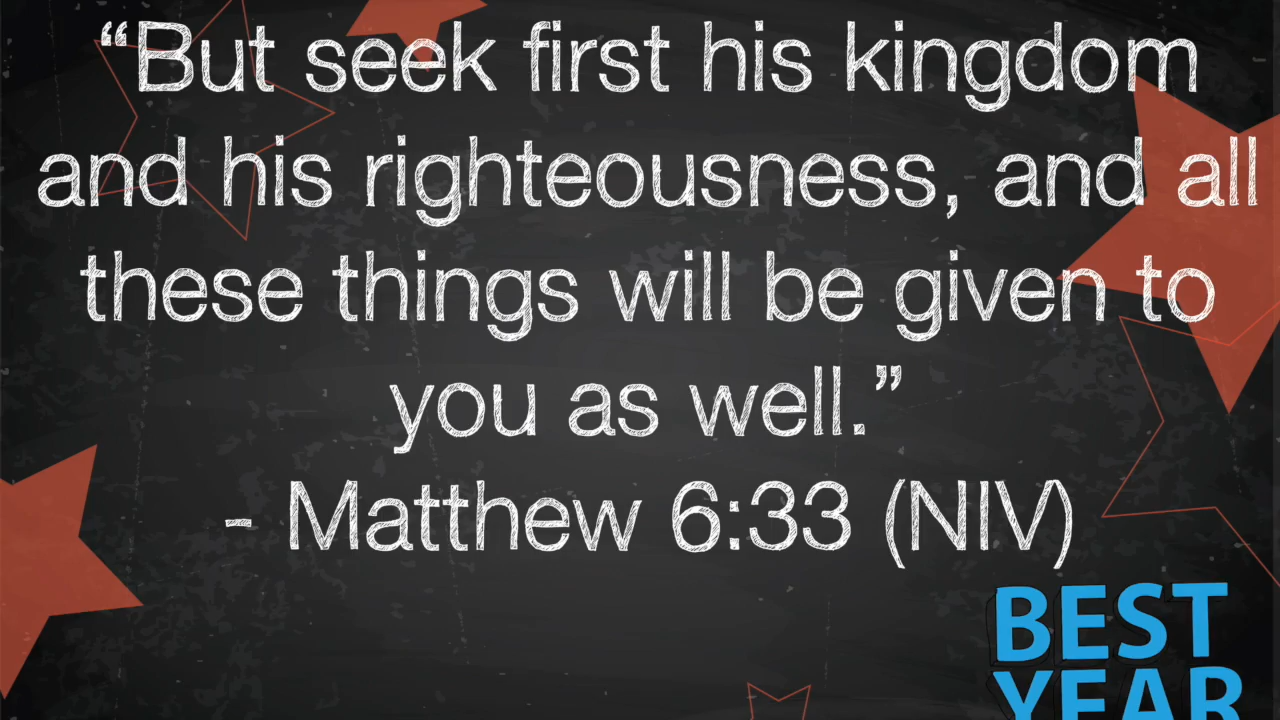 “But seek first his kingdom
and his righteousness, and all
these things will be given to
you as well.”
- Matthew 6:33 (NIV)
BEST
YEAR